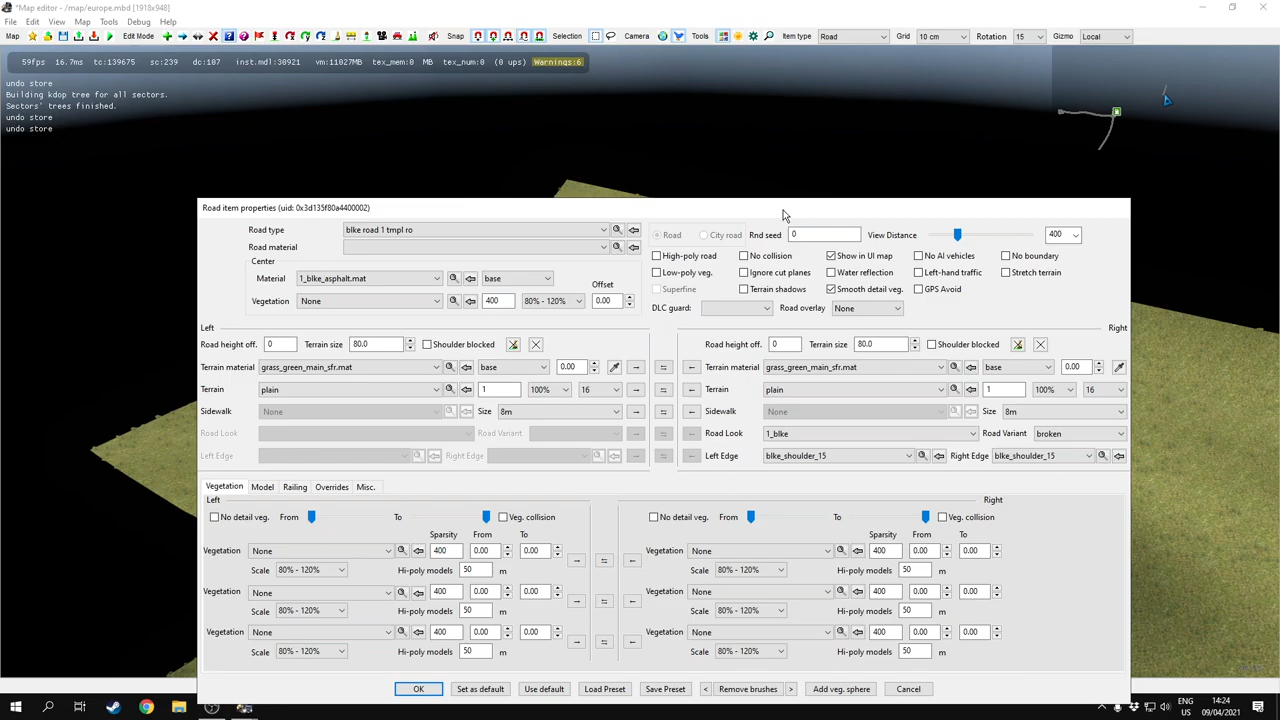 *Map editor - /map/europe.mbd [1918x948]
File Edit View Map Tools Debug Help
Map Edit Mode Snap Selection Camera Tools Item type Road Grid 10 cm Rotation 15 Gizmo Local
59fps 16.7ms tc:139675 sc:239 dc:187 inst.mdl:38921 vm:11027MB tex_mem:0 MB tex_num:0 (0 ups) Warnings:6
undo store
Building kdop tree for all sectors.
Sectors' trees finished.
undo store
undo store
Road item properties (uid: 0x3d135f80a4400002)
Road type blke road 1 tmpl ro Road City road Rnd seed 0 View Distance 400
Road material High-poly road No collision Show in UI map No AI vehicles No boundary
Center
Material 1_blke_asphalt.mat base Offset Low-poly veg. Ignore cut planes Water reflection Left-hand traffic Stretch terrain
Vegetation None 400 80% - 120% 0.00 Superfine Terrain shadows Smooth detail veg. GPS Avoid
DLC guard: Road overlay None
Left Right
Road height off. 0 Terrain size 80.0 Shoulder blocked Road height off. 0 Terrain size 80.0 Shoulder blocked
Terrain material grass_green_main_sfr.mat base 0.00 Terrain material grass_green_main_sfr.mat base 0.00
Terrain plain 1 100% 16 Terrain plain 1 100% 16
Sidewalk None Size 8m Sidewalk None Size 8m
Road Look Road Variant Road Look 1_blke Road Variant broken
Left Edge Right Edge Left Edge blke_shoulder_15 Right Edge blke_shoulder_15
Vegetation Model Railing Overrides Misc.
Left Right
No detail veg. From To Veg. collision No detail veg. From To Veg. collision
Sparsity From To Sparsity From To
Vegetation None 400 0.00 0.00 Vegetation None 400 0.00 0.00
Scale 80% - 120% Hi-poly models 50 m Scale 80% - 120% Hi-poly models 50 m
Vegetation None 400 0.00 0.00 Vegetation None 400 0.00 0.00
Scale 80% - 120% Hi-poly models 50 m Scale 80% - 120% Hi-poly models 50 m
Vegetation None 400 0.00 0.00 Vegetation None 400 0.00 0.00
Scale 80% - 120% Hi-poly models 50 m Scale 80% - 120% Hi-poly models 50 m
OK Set as default Use default Load Preset Save Preset < Remove brushes > Add veg. sphere Cancel
ENG 14:24
US 09/04/2021